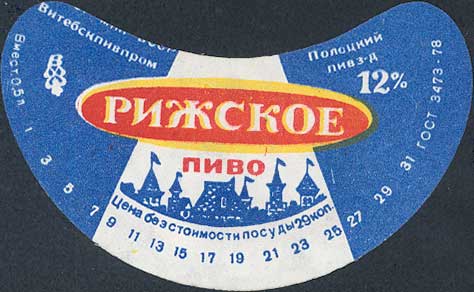 Витебскпивпром
Полоцкий
пивз-д
Вмест. 0,5 л
12%
РИЖСКОЕ
ПИВО
Цена без стоимости посуды 29 коп.
1 3 5 7 9 11 13 15 17 19 21 23 25 27 29 31 ГОСТ 3473-78